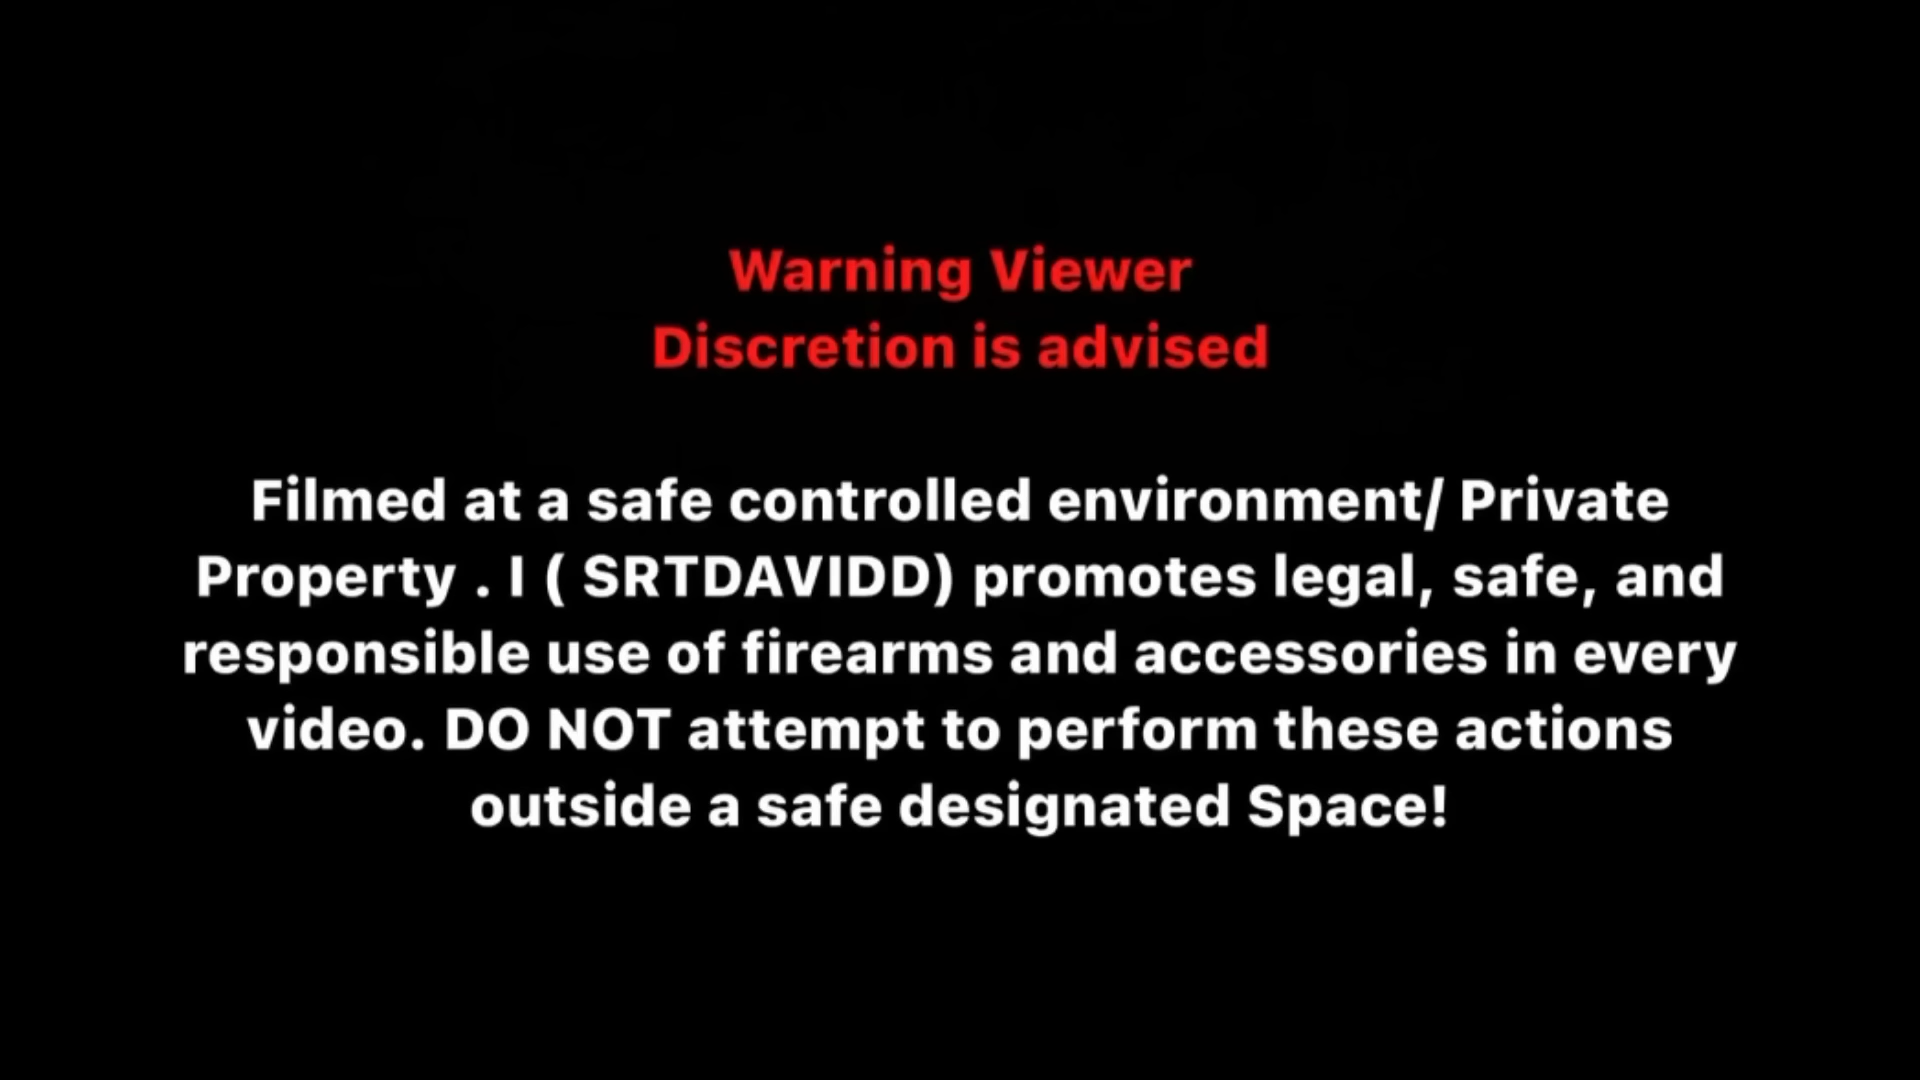 Warning Viewer
Discretion is advised
Filmed at a safe controlled environment/ Private
Property . I ( SRTDAVIDD) promotes legal, safe, and
responsible use of firearms and accessories in every
video. DO NOT attempt to perform these actions
outside a safe designated Space!